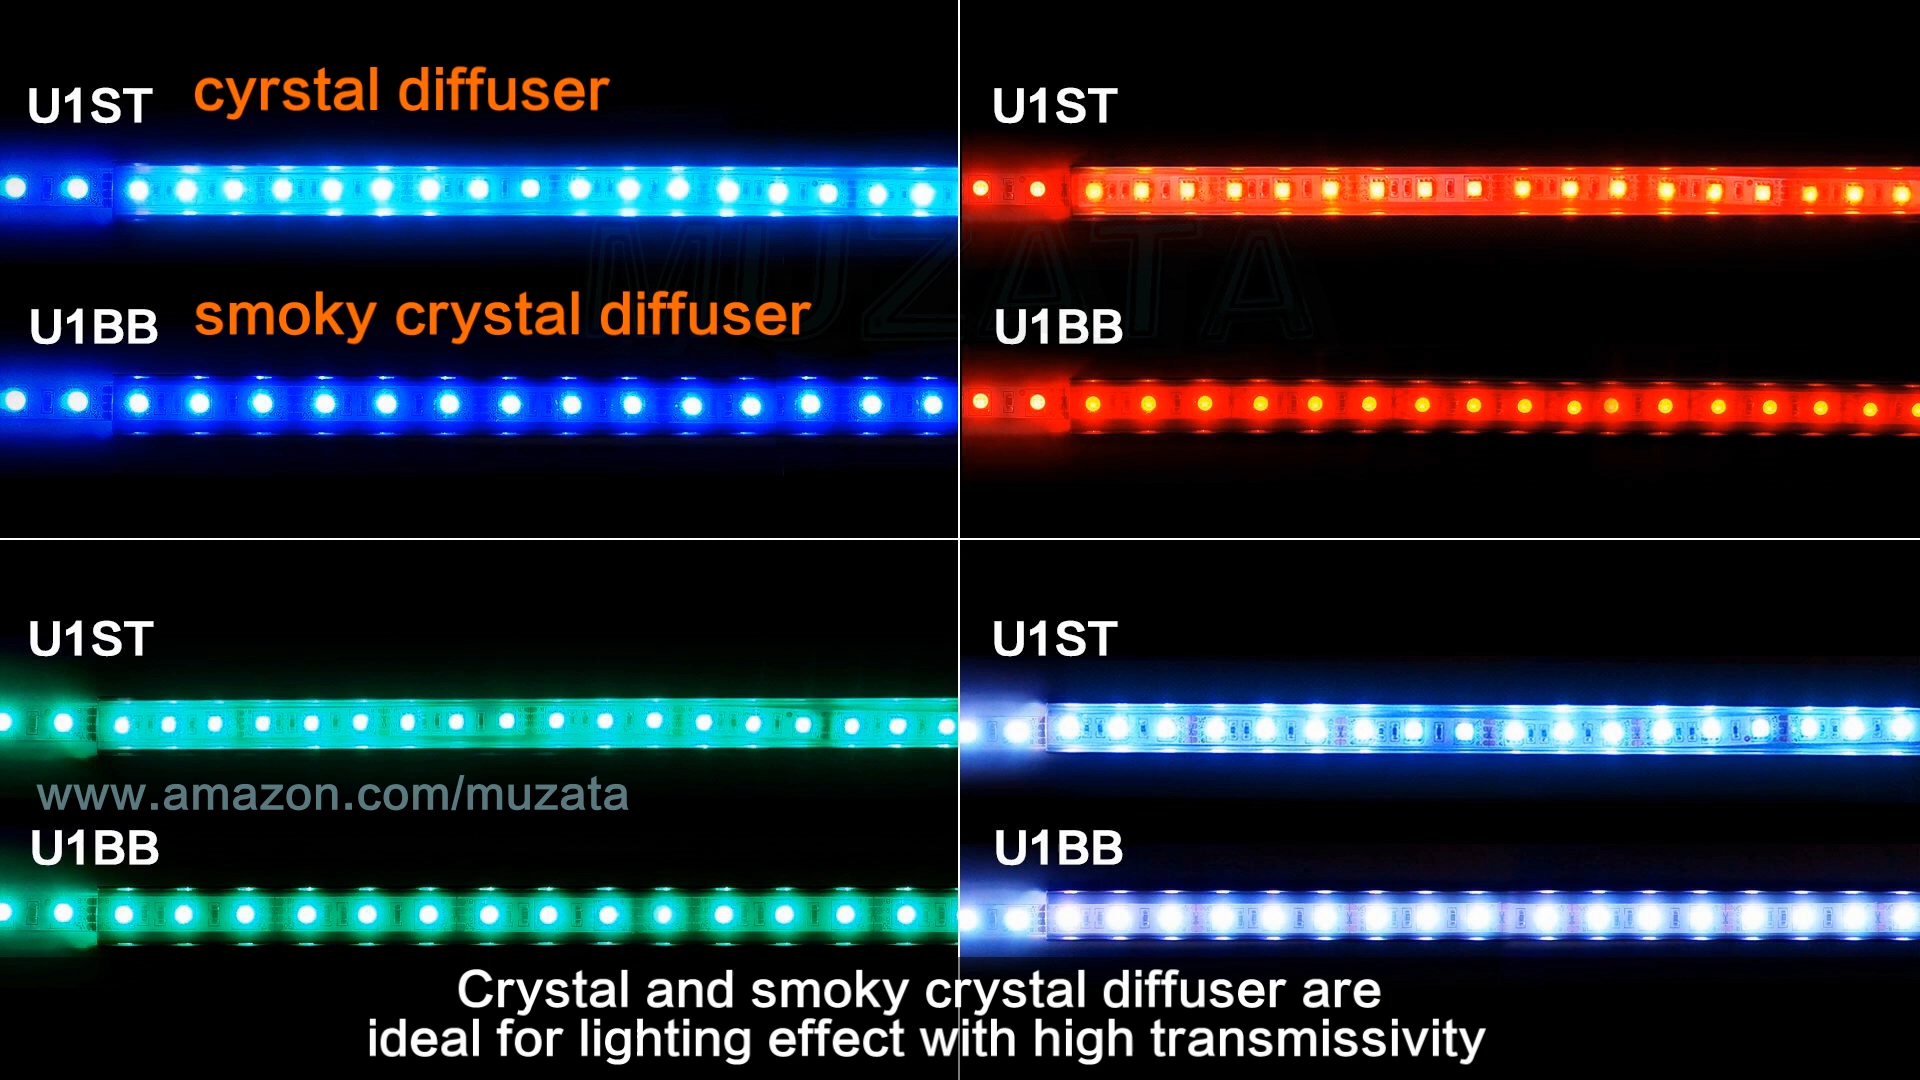 U1ST cyrstal diffuser
U1BB smoky crystal diffuser
U1ST
U1BB
MUZATA
U1ST
www.amazon.com/muzata
U1BB
U1ST
U1BB
Crystal and smoky crystal diffuser are
ideal for lighting effect with high transmissivity